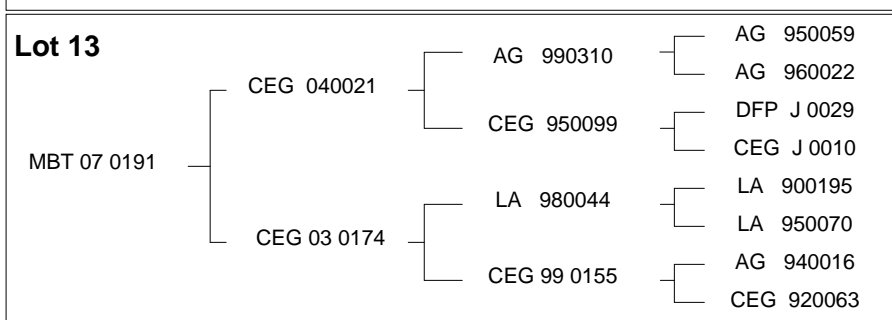 Lot 13
AG 950059
AG 990310
AG 960022
CEG 040021
DFP J 0029
CEG 950099
CEG J 0010
MBT 07 0191
LA 900195
LA 980044
LA 950070
CEG 03 0174
AG 940016
CEG 99 0155
CEG 920063